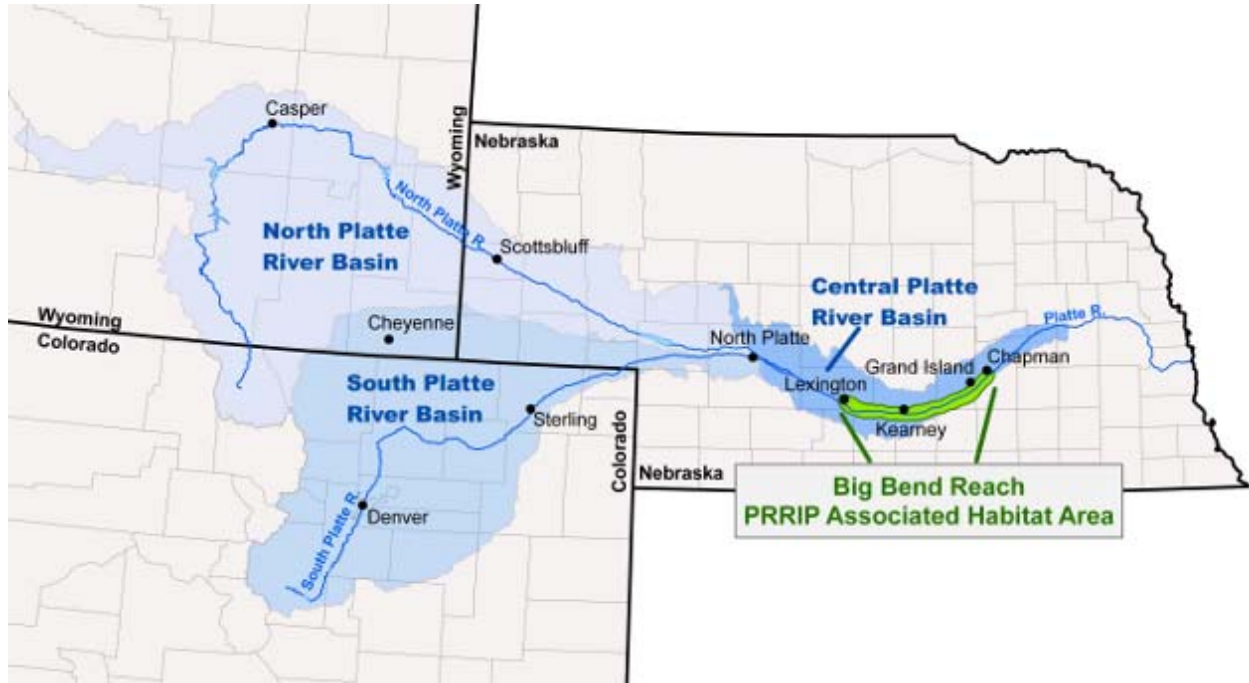 Casper
Wyoming
Nebraska
North Platte R.
North Platte
River Basin
Scottsbluff
Central Platte
River Basin
Platte R.
Wyoming
Colorado
Cheyenne
North Platte
Grand Island
Chapman
Lexington
South Platte
River Basin
Sterling
Kearney
Colorado
Nebraska
Big Bend Reach
PRRIP Associated Habitat Area
South Platte R.
Denver